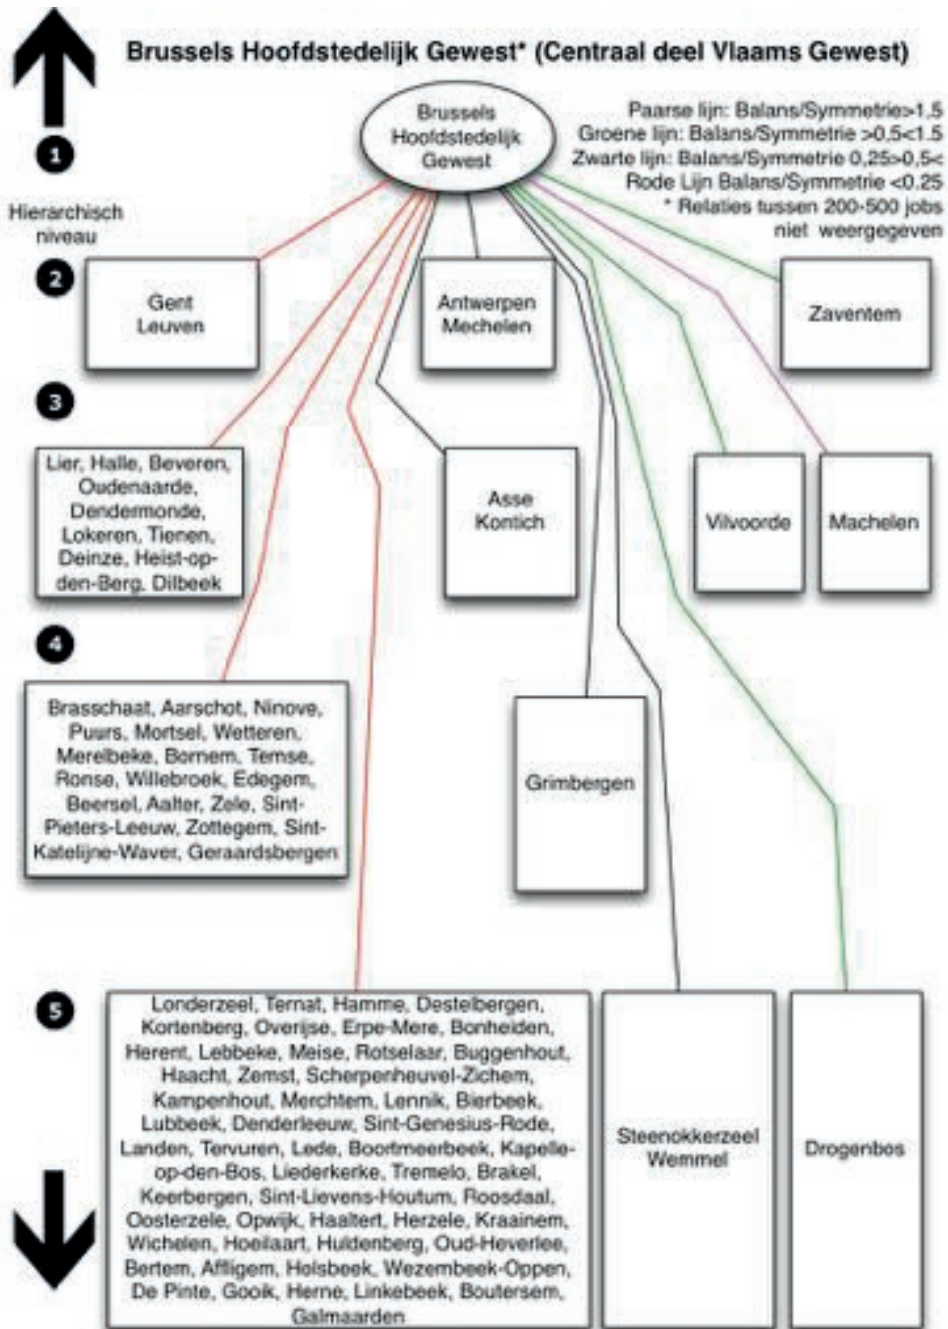 Brussels Hoofdstedelijk Gewest* (Centraal deel Vlaams Gewest)
Brussels
Hoofdstedelijk
Gewest
Paarse lijn: Balans/Symmetrie>1,5
Groene lijn: Balans/Symmetrie >0,5<1.5
Zwarte lijn: Balans/Symmetrie 0,25>0,5<
Rode Lijn Balans/Symmetrie <0.25
* Relaties tussen 200-500 jobs
niet weergegeven
1
Hierarchisch
niveau
2
Gent
Leuven
Antwerpen
Mechelen
Zaventem
3
Lier, Halle, Beveren,
Oudenaarde,
Dendermonde,
Lokeren, Tienen,
Deinze, Heist-op-
den-Berg, Dilbeek
Asse
Kontich
Vilvoorde
Machelen
4
Brasschaat, Aarschot, Ninove,
Puurs, Mortsel, Wetteren,
Merelbeke, Bornem, Temse,
Ronse, Willebroek, Edegem,
Beersel, Aalter, Zele, Sint-
Pieters-Leeuw, Zottegem, Sint-
Katelijne-Waver, Geraardsbergen
Grimbergen
5
Londerzeel, Ternat, Hamme, Destelbergen,
Kortenberg, Overijse, Erpe-Mere, Bonheiden,
Herent, Lebbeke, Meise, Rotselaar, Buggenhout,
Haacht, Zemst, Scherpenheuvel-Zichem,
Kampenhout, Merchtem, Lennik, Bierbeek,
Lubbeek, Denderleeuw, Sint-Genesius-Rode,
Landen, Tervuren, Lede, Boortmeerbeek, Kapelle-
op-den-Bos, Liederkerke, Tremelo, Brakel,
Keerbergen, Sint-Lievens-Houtum, Roosdaal,
Oosterzele, Opwijk, Haaltert, Herzele, Kraainem,
Wichelen, Hoeilaart, Huldenberg, Oud-Heverlee,
Bertem, Affligem, Holsbeek, Wezembeek-Oppen,
De Pinte, Gooik, Herne, Linkebeek, Boutersem,
Galmaarden
Steenokkerzeel
Wemmel
Drogenbos